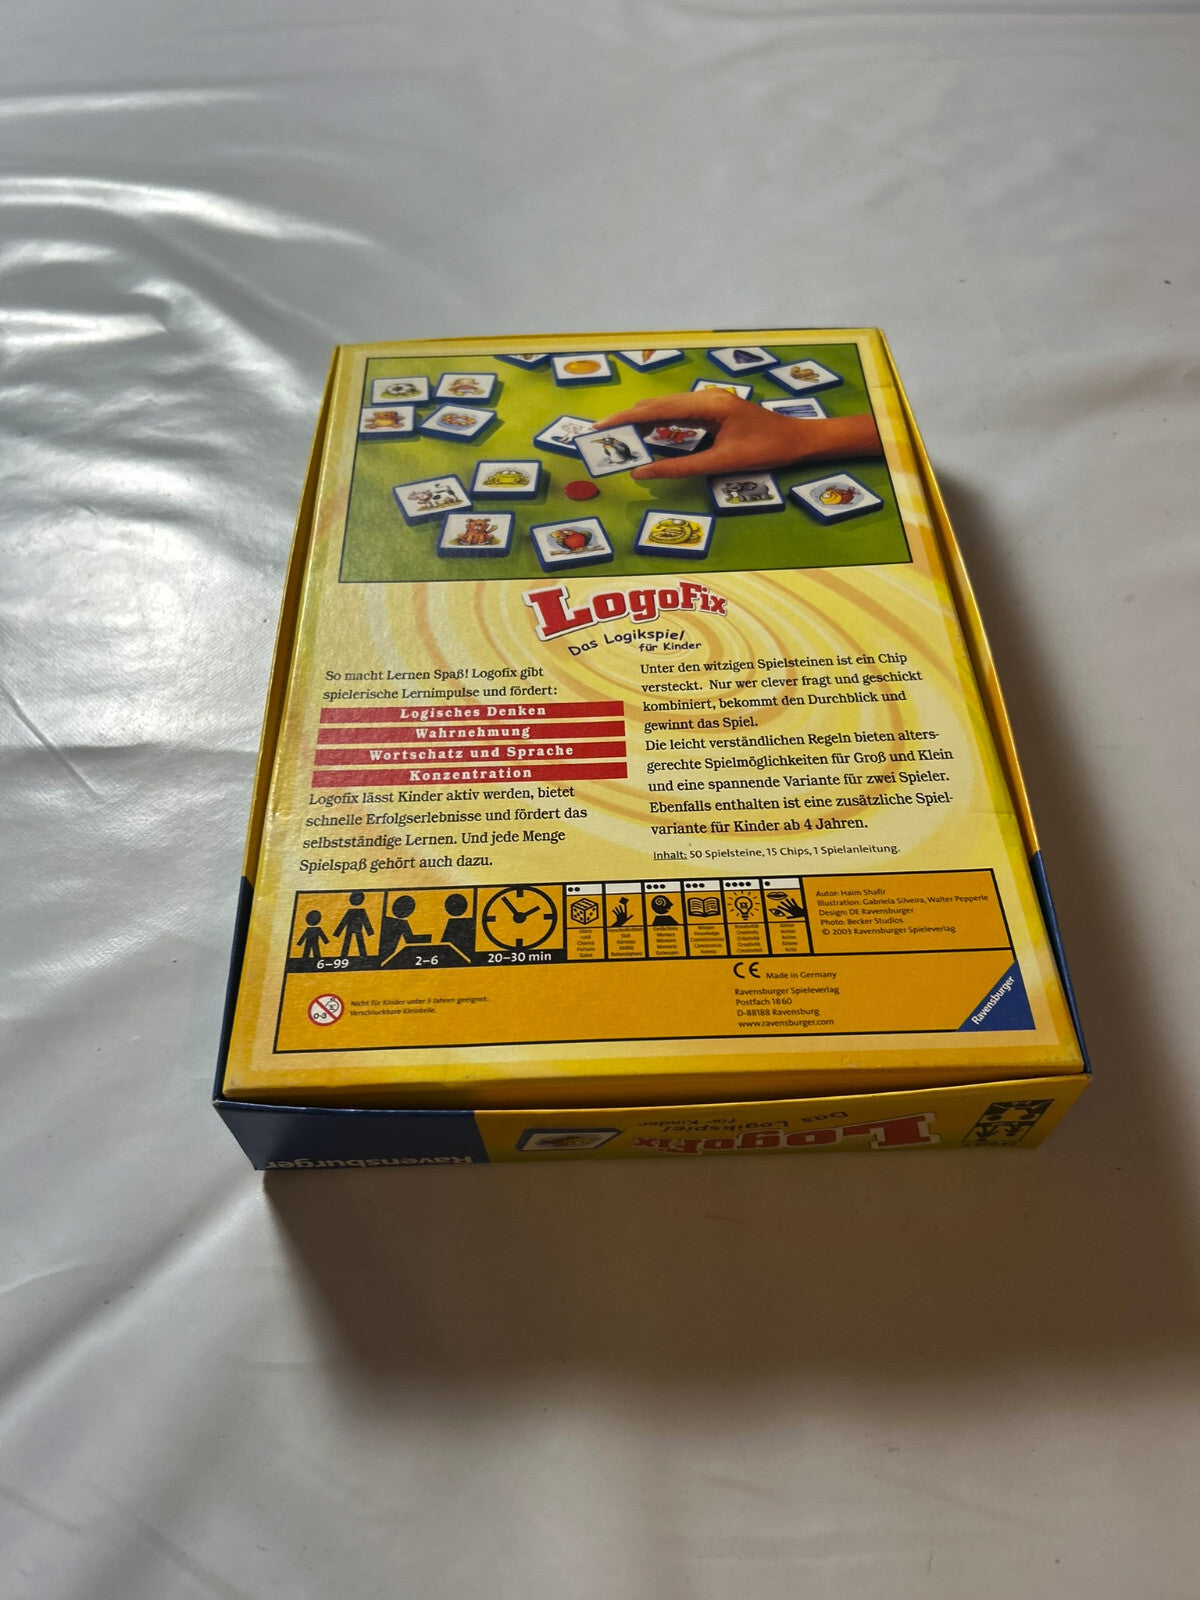 LogoFix
Das Logikspiel
für Kinder
So macht Lernen Spaß! Logofix gibt
spielerische Lernimpulse und fördert:
Logisches Denken
Wahrnehmung
Wortschatz und Sprache
Konzentration
Logofix lässt Kinder aktiv werden, bietet
schnelle Erfolgserlebnisse und fördert das
selbstständige Lernen. Und jede Menge
Spielspaß gehört auch dazu.
Unter den witzigen Spielsteinen ist ein Chip
versteckt. Nur wer clever fragt und geschickt
kombiniert, bekommt den Durchblick und
gewinnt das Spiel.
Die leicht verständlichen Regeln bieten alters-
gerechte Spielmöglichkeiten für Groß und Klein
und eine spannende Variante für zwei Spieler.
Ebenfalls enthalten ist eine zusätzliche Spiel-
variante für Kinder ab 4 Jahren.
Inhalt: 50 Spielsteine, 15 Chips, 1 Spielanleitung.
6–99
2–6
20–30 min
Autor: Haim Shafir
Illustration: Gabriela Silveira, Walter Pepperle
Design: DE Ravensburger
Photo: Becker Studios
© 2003 Ravensburger Spieleverlag
0-3
Nicht für Kinder unter 3 Jahren geeignet:
Verschluckbare Kleinteile.
CE Made in Germany
Ravensburger Spieleverlag
Postfach 1860
D-88188 Ravensburg
www.ravensburger.com
Ravensburger
Ravensburger
LogoFix
Das Logikspiel
für Kinder